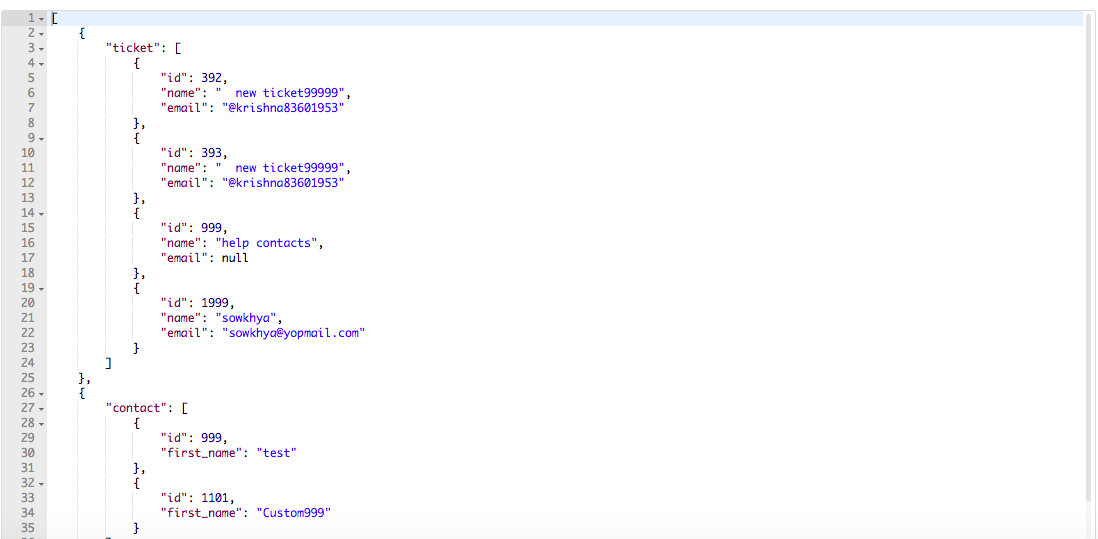 1 [
2 {
3 "ticket": [
4 {
5 "id": 392,
6 "name": "  new ticket99999",
7 "email": "@krishna83601953"
8 },
9 {
10 "id": 393,
11 "name": "  new ticket99999",
12 "email": "@krishna83601953"
13 },
14 {
15 "id": 999,
16 "name": "help contacts",
17 "email": null
18 },
19 {
20 "id": 1999,
21 "name": "sowkhya",
22 "email": "sowkhya@yopmail.com"
23 }
24 ]
25 },
26 {
27 "contact": [
28 {
29 "id": 999,
30 "first_name": "test"
31 },
32 {
33 "id": 1101,
34 "first_name": "Custom999"
35 }